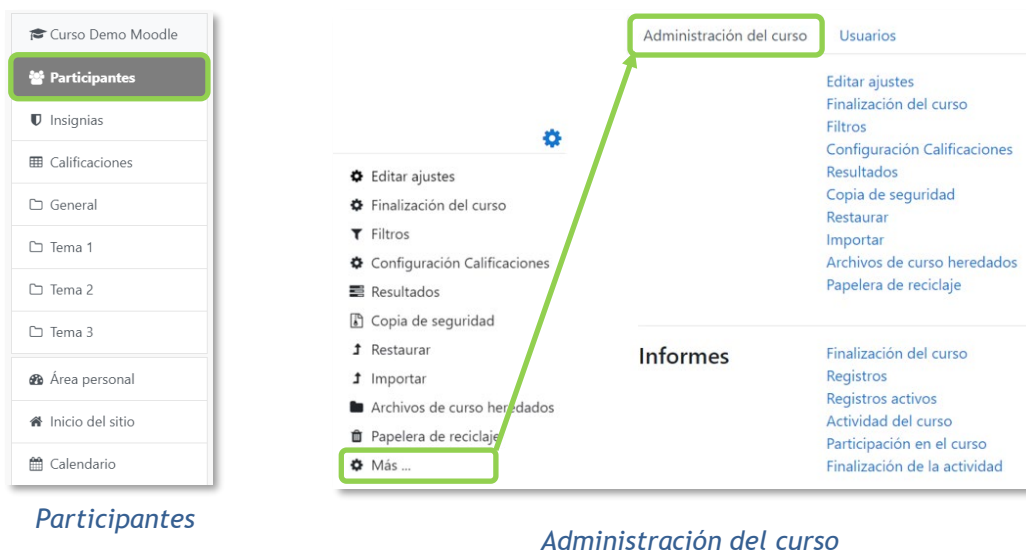 Curso Demo Moodle
Participantes
Insignias
Calificaciones
General
Tema 1
Tema 2
Tema 3
Área personal
Inicio del sitio
Calendario
Participantes
Editar ajustes
Finalización del curso
Filtros
Configuración Calificaciones
Resultados
Copia de seguridad
Restaurar
Importar
Archivos de curso heredados
Papelera de reciclaje
Más ...
Administración del curso Usuarios
Editar ajustes
Finalización del curso
Filtros
Configuración Calificaciones
Resultados
Copia de seguridad
Restaurar
Importar
Archivos de curso heredados
Papelera de reciclaje
Informes
Finalización del curso
Registros
Registros activos
Actividad del curso
Participación en el curso
Finalización de la actividad
Administración del curso